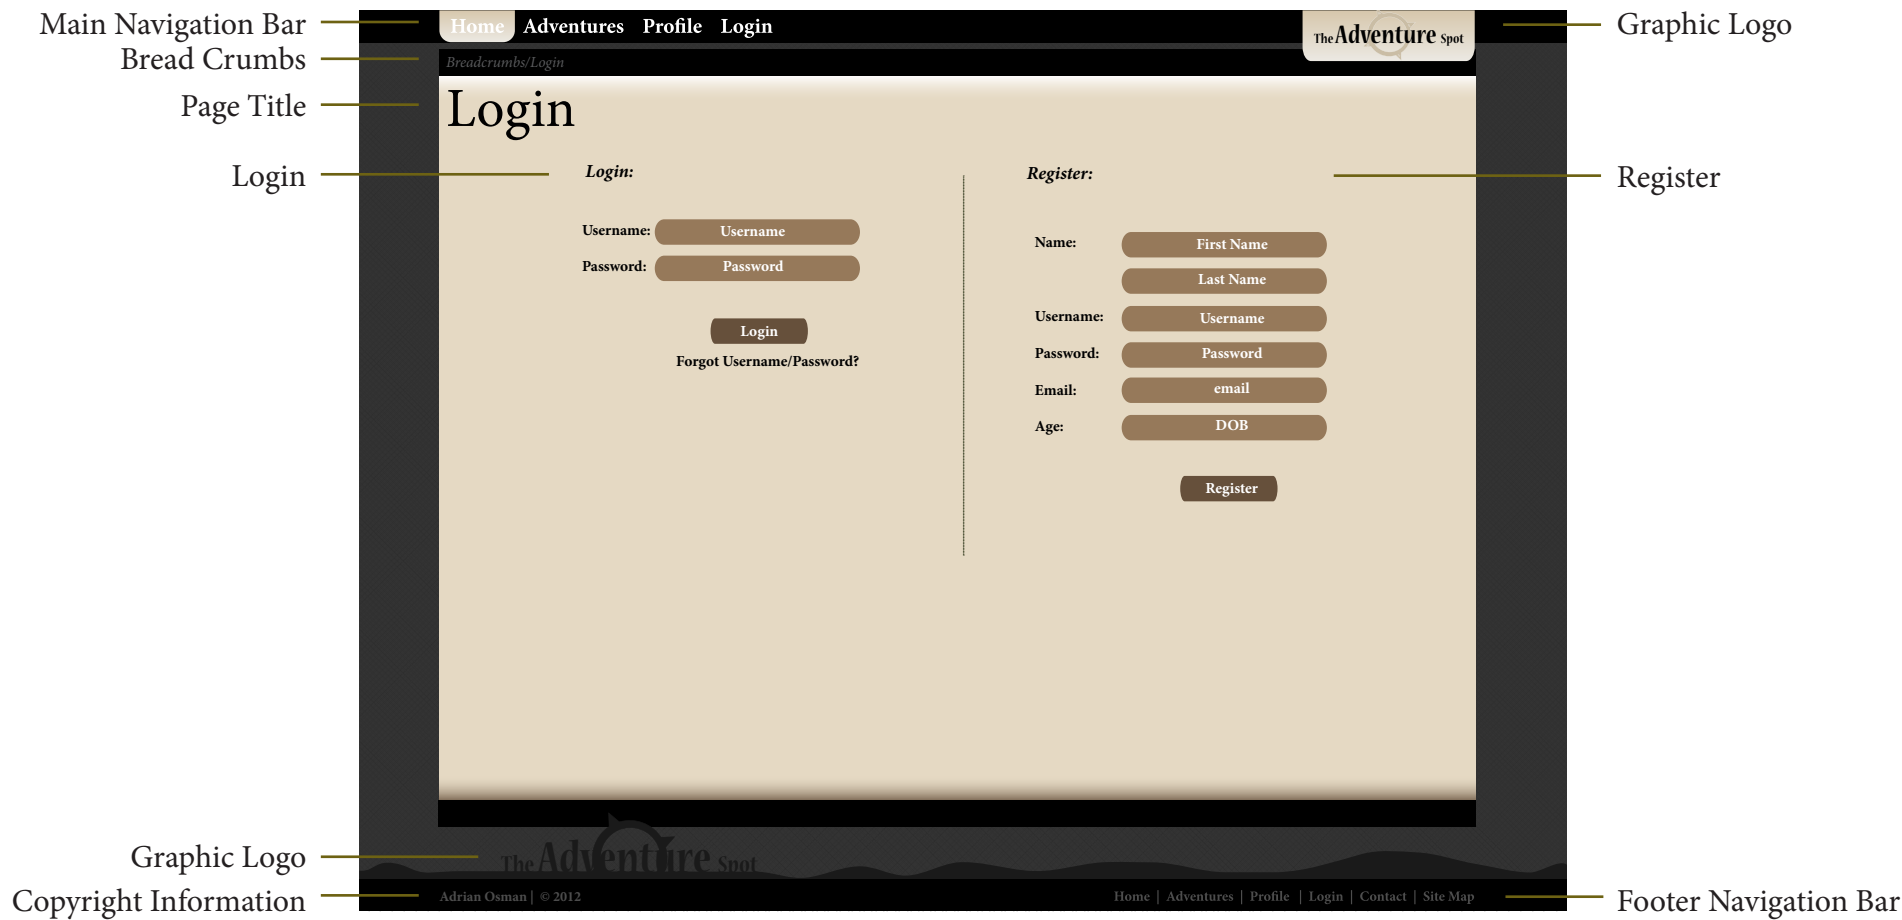 Main Navigation Bar
Home Adventures Profile Login
The Adventure Spot
Graphic Logo
Bread Crumbs
Breadcrumbs/Login
Page Title
Login
Login
Login:
Register:
Register
Username: Username
Password: Password
Login
Forgot Username/Password?
Name: First Name
Last Name
Username: Username
Password: Password
Email: email
Age: DOB
Register
Graphic Logo
The Adventure Spot
Copyright Information
Adrian Osman | © 2012
Home | Adventures | Profile | Login | Contact | Site Map
Footer Navigation Bar